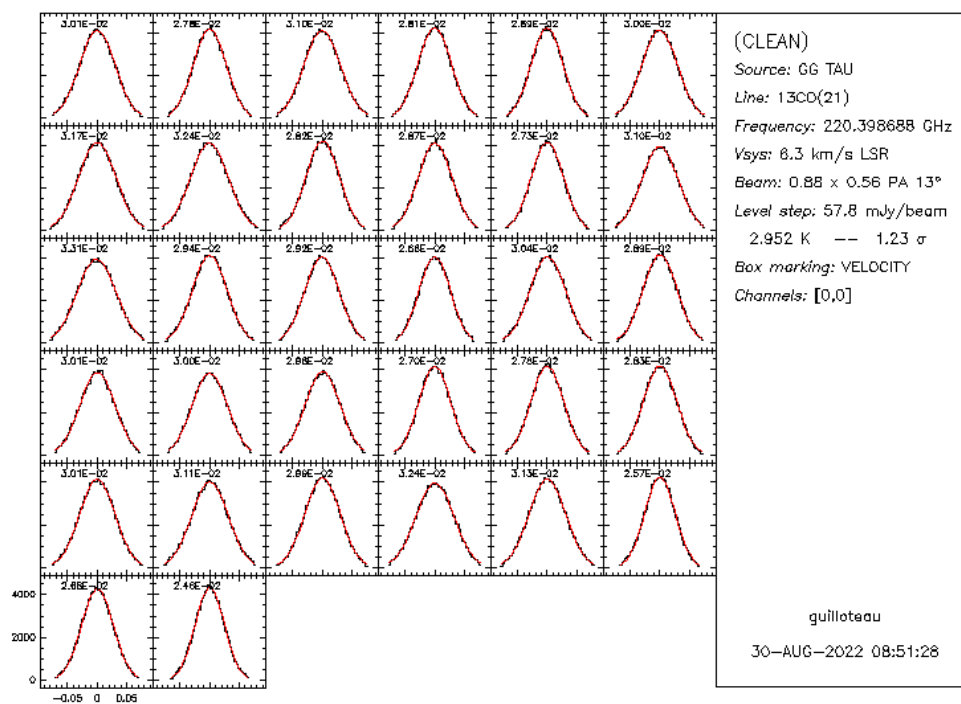 3.01E-02 2.78E-02 3.10E-02 2.81E-02 2.89E-02 3.00E-02
3.17E-02 3.24E-02 2.82E-02 2.87E-02 2.73E-02 3.10E-02
3.31E-02 2.94E-02 2.92E-02 2.66E-02 3.04E-02 2.89E-02
3.01E-02 3.00E-02 2.98E-02 2.70E-02 2.78E-02 2.83E-02
3.01E-02 3.11E-02 2.86E-02 3.24E-02 3.13E-02 2.57E-02
2.46E-02
4000
2000
0
-0.05 0 0.05
(CLEAN)
Source: GG TAU
Line: 13CO(21)
Frequency: 220.398688 GHz
Vsys: 6.3 km/s LSR
Beam: 0.88 x 0.56 PA 13°
Level step: 57.8 mJy/beam
2.952 K —— 1.23 σ
Box marking: VELOCITY
Channels: [0,0]
guilloteau
30-AUG-2022 08:51:28